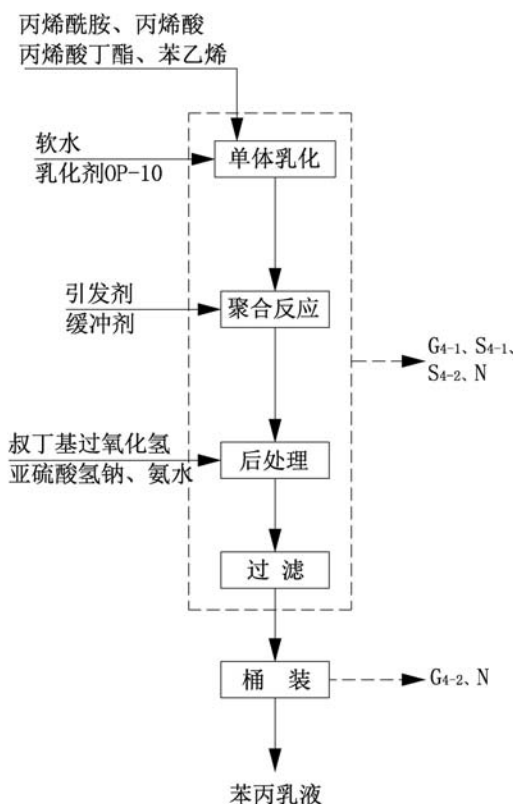 丙烯酰胺、丙烯酸
丙烯酸丁酯、苯乙烯
软水
乳化剂OP-10
单体乳化
引发剂
缓冲剂
聚合反应
G4-1、S4-1、
S4-2、N
叔丁基过氧化氢
亚硫酸氢钠、氨水
后处理
过 滤
桶 装
G4-2、N
苯丙乳液